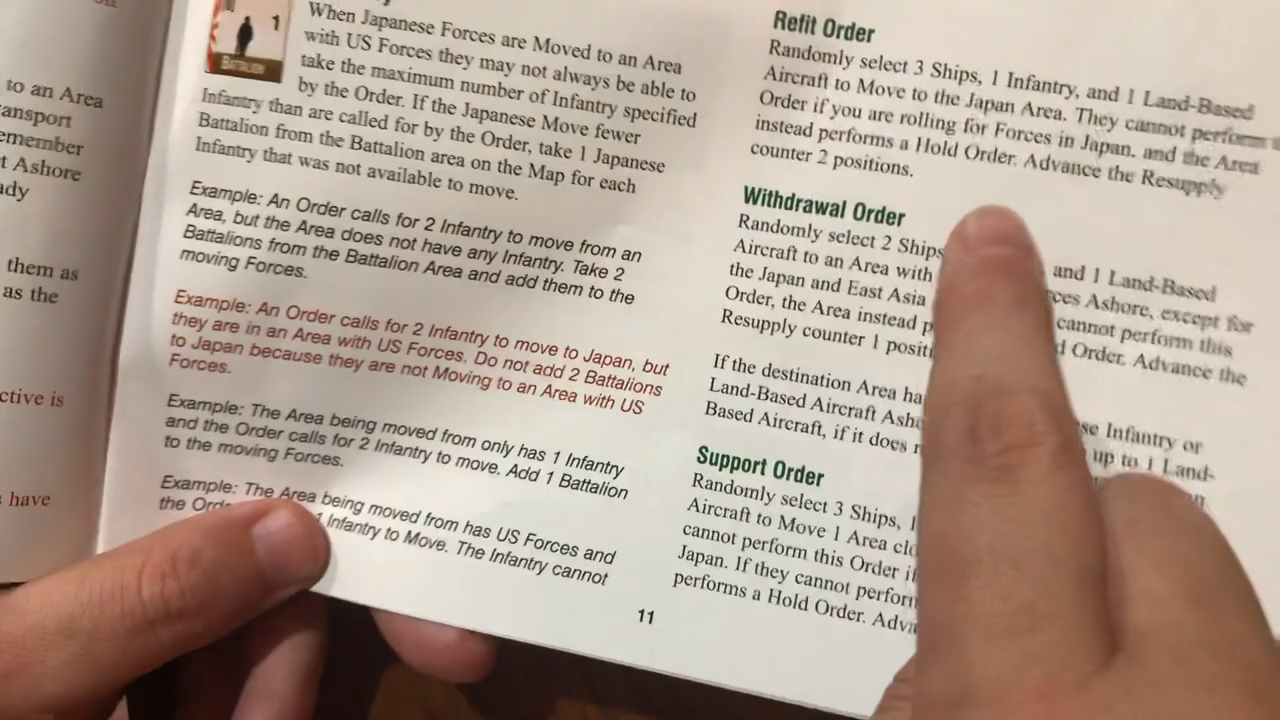 to an Area
ansport
emember
t Ashore
ady
them as
as the
ctive is
have
1
BATTALION
When Japanese Forces are Moved to an Area
with US Forces they may not always be able to
take the maximum number of Infantry specified
by the Order. If the Japanese Move fewer
Infantry than are called for by the Order, take 1 Japanese
Battalion from the Battalion area on the Map for each
Infantry that was not available to move.
Example: An Order calls for 2 Infantry to move from an
Area, but the Area does not have any Infantry. Take 2
Battalions from the Battalion Area and add them to the
moving Forces.
Example: An Order calls for 2 Infantry to move to Japan, but
they are in an Area with US Forces. Do not add 2 Battalions
to Japan because they are not Moving to an Area with US
Forces.
Example: The Area being moved from only has 1 Infantry
and the Order calls for 2 Infantry to move. Add 1 Battalion
to the moving Forces.
Example: The Area being moved from has US Forces and
the Ord 1 Infantry to Move. The Infantry cannot
11
Refit Order
Randomly select 3 Ships, 1 Infantry, and 1 Land-Based
Aircraft to Move to the Japan Area. They cannot perform
Order if you are rolling for Forces in Japan, and the Area
instead performs a Hold Order. Advance the Resupply
counter 2 positions.
Withdrawal Order
Randomly select 2 Ships and 1 Land-Based
Aircraft to an Area with rces Ashore, except for
the Japan and East Asia cannot perform this
Order, the Area instead p d Order. Advance the
Resupply counter 1 positi
If the destination Area ha se Infantry or
Land-Based Aircraft Ash up to 1 Land-
Based Aircraft, if it does
Support Order
Randomly select 3 Ships, 1
Aircraft to Move 1 Area clo
cannot perform this Order i
Japan. If they cannot perform
performs a Hold Order. Adv